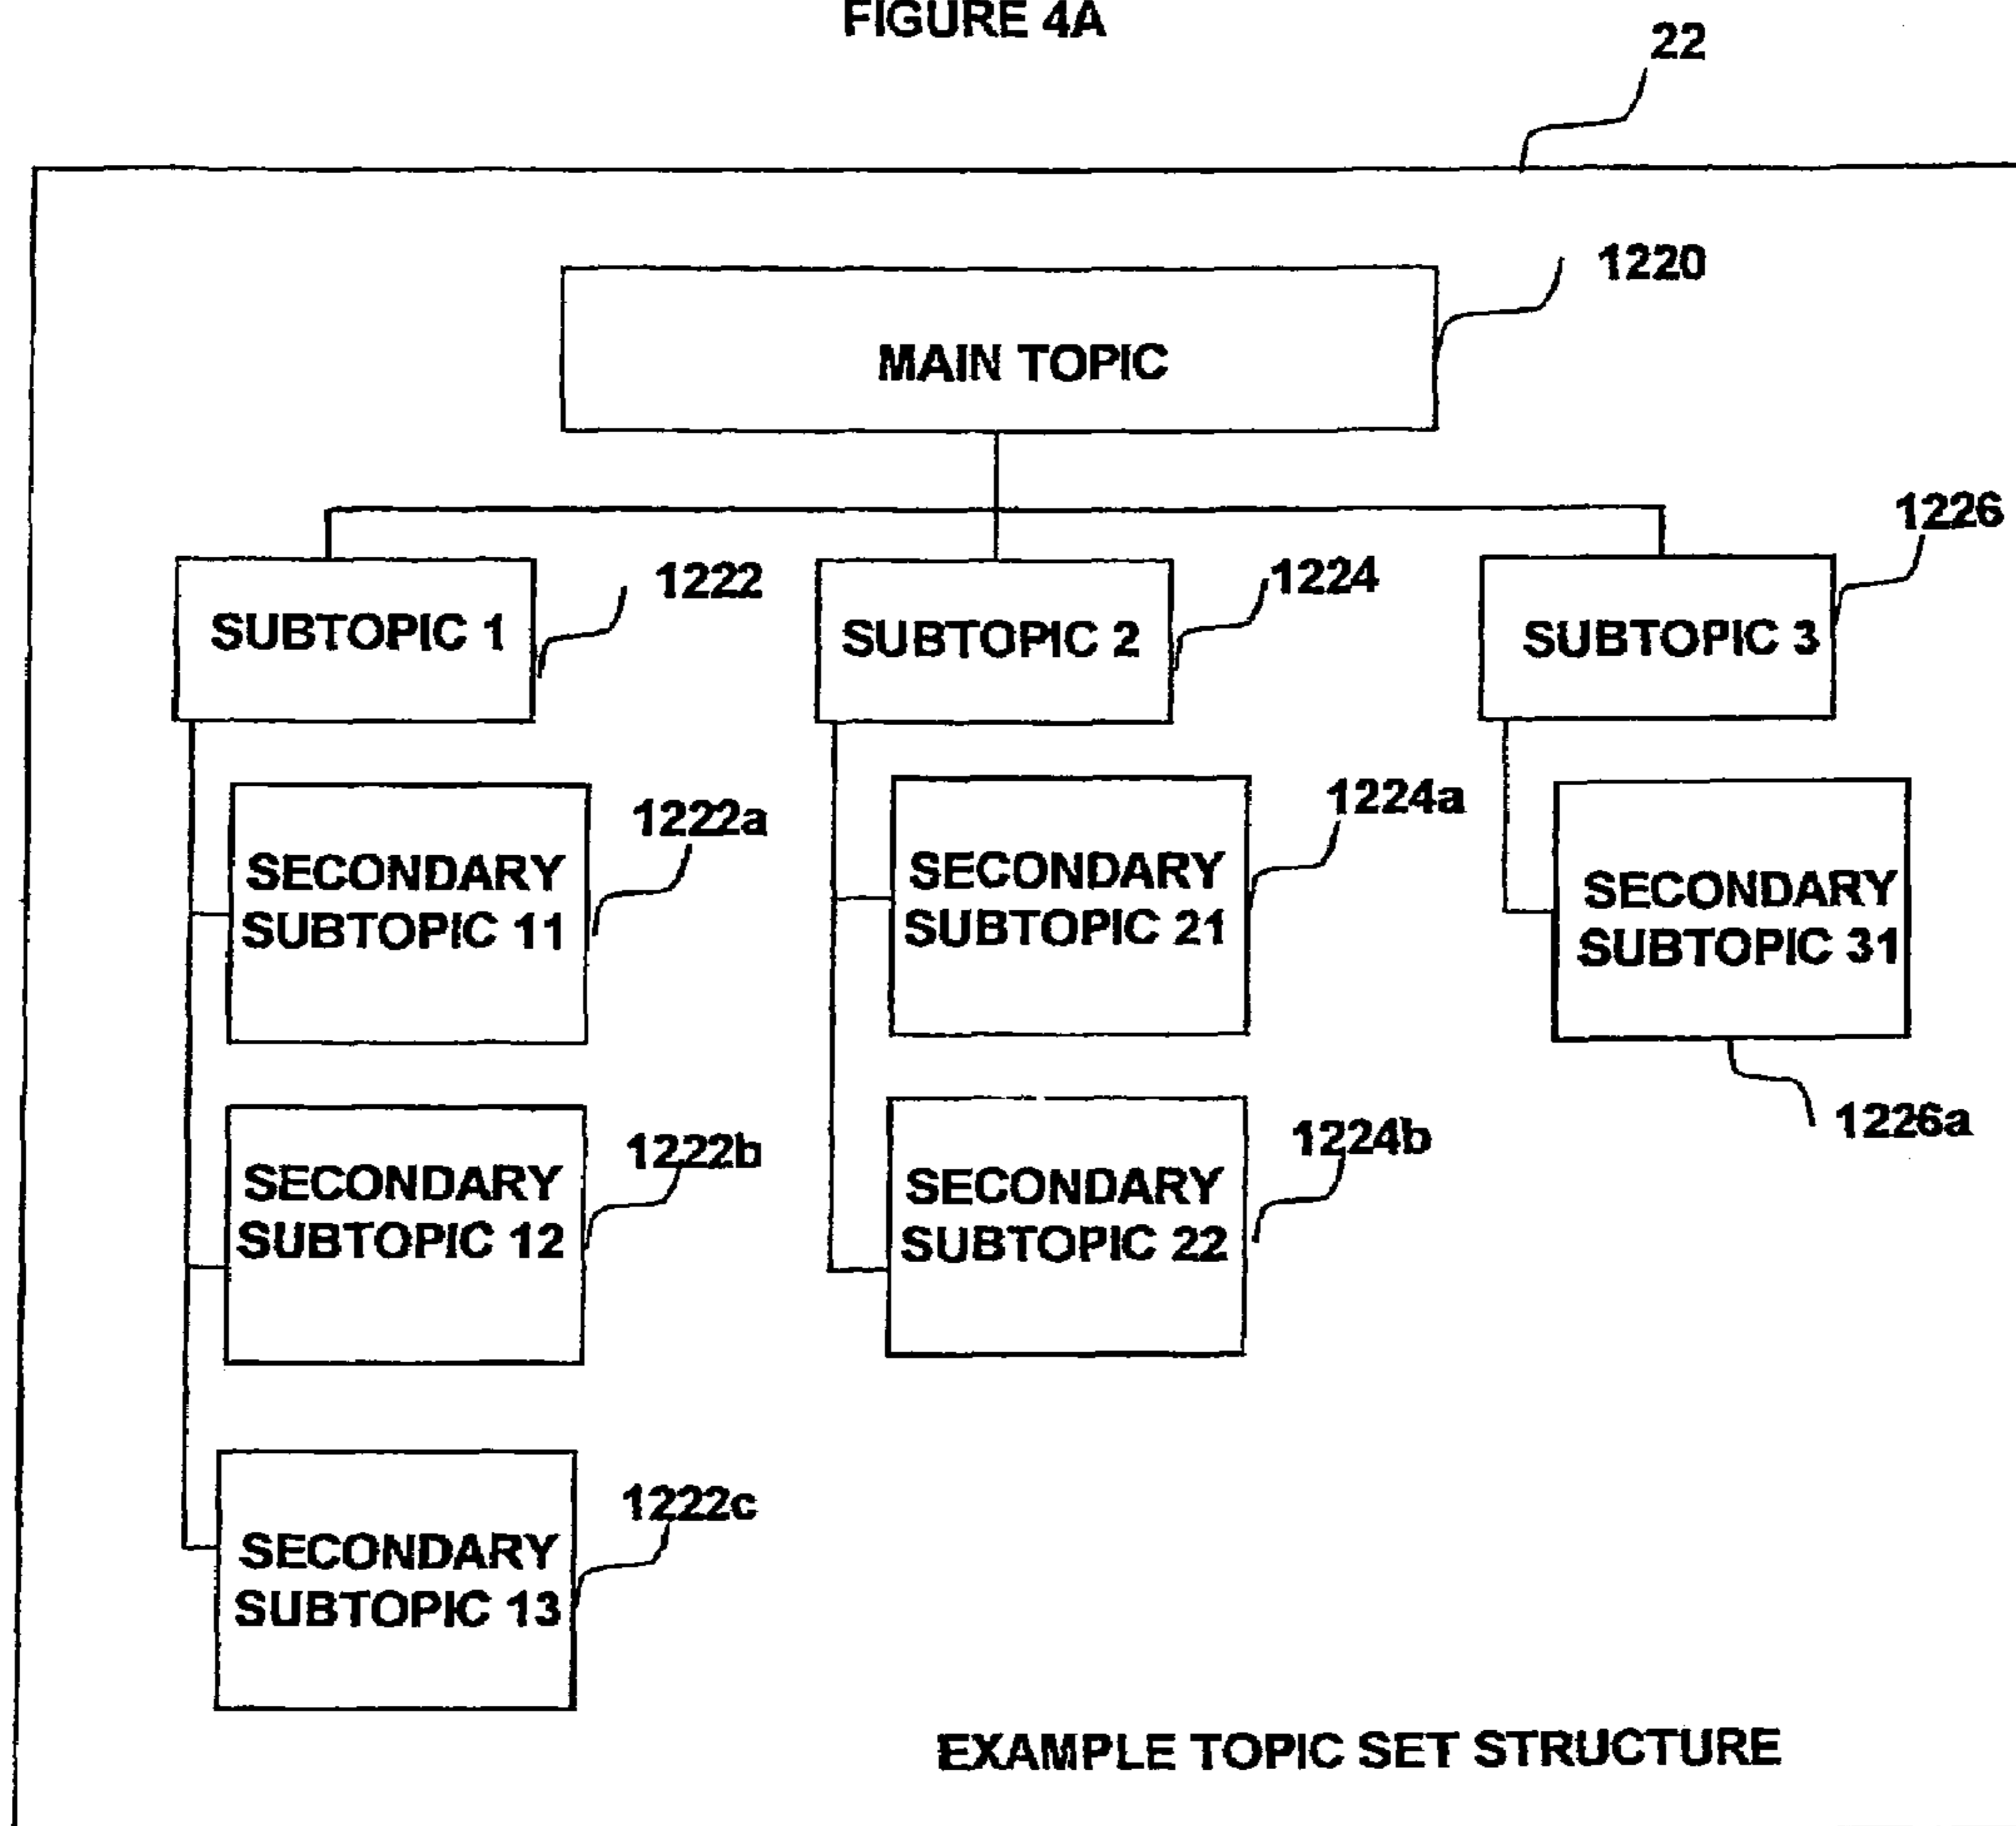 FIGURE 4A
22
1220
MAIN TOPIC
1226
1222
1224
SUBTOPIC 1
SUBTOPIC 2
SUBTOPIC 3
1222a
1224a
SECONDARY
SUBTOPIC 11
SECONDARY
SUBTOPIC 21
SECONDARY
SUBTOPIC 31
1226a
1222b
1224b
SECONDARY
SUBTOPIC 12
SECONDARY
SUBTOPIC 22
1222c
SECONDARY
SUBTOPIC 13
EXAMPLE TOPIC SET STRUCTURE